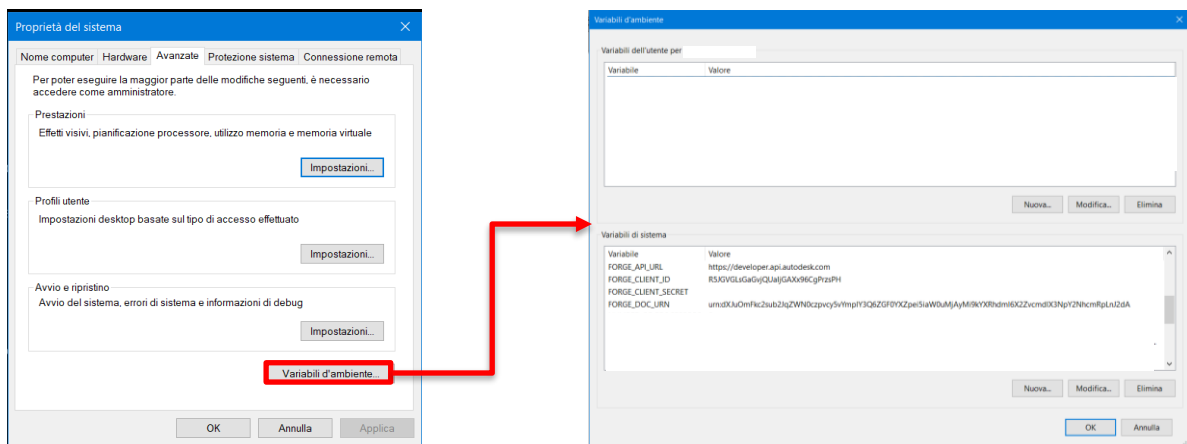 Proprietà del sistema
Nome computer Hardware Avanzate Protezione sistema Connessione remota
Per poter eseguire la maggior parte delle modifiche seguenti, è necessario
accedere come amministratore.
Prestazioni
Effetti visivi, pianificazione processore, utilizzo memoria e memoria virtuale
Impostazioni...
Profili utente
Impostazioni desktop basate sul tipo di accesso effettuato
Impostazioni...
Avvio e ripristino
Avvio del sistema, errori di sistema e informazioni di debug
Impostazioni...
Variabili d'ambiente...
OK Annulla Applica
Variabili d'ambiente
Variabili dell'utente per
Variabile Valore
Nuova... Modifica... Elimina
Variabili di sistema
Variabile Valore
FORGE_API_URL https://developer.api.autodesk.com
FORGE_CLIENT_ID
FORGE_CLIENT_SECRET
FORGE_DOC_URN
Nuova... Modifica... Elimina
OK Annulla